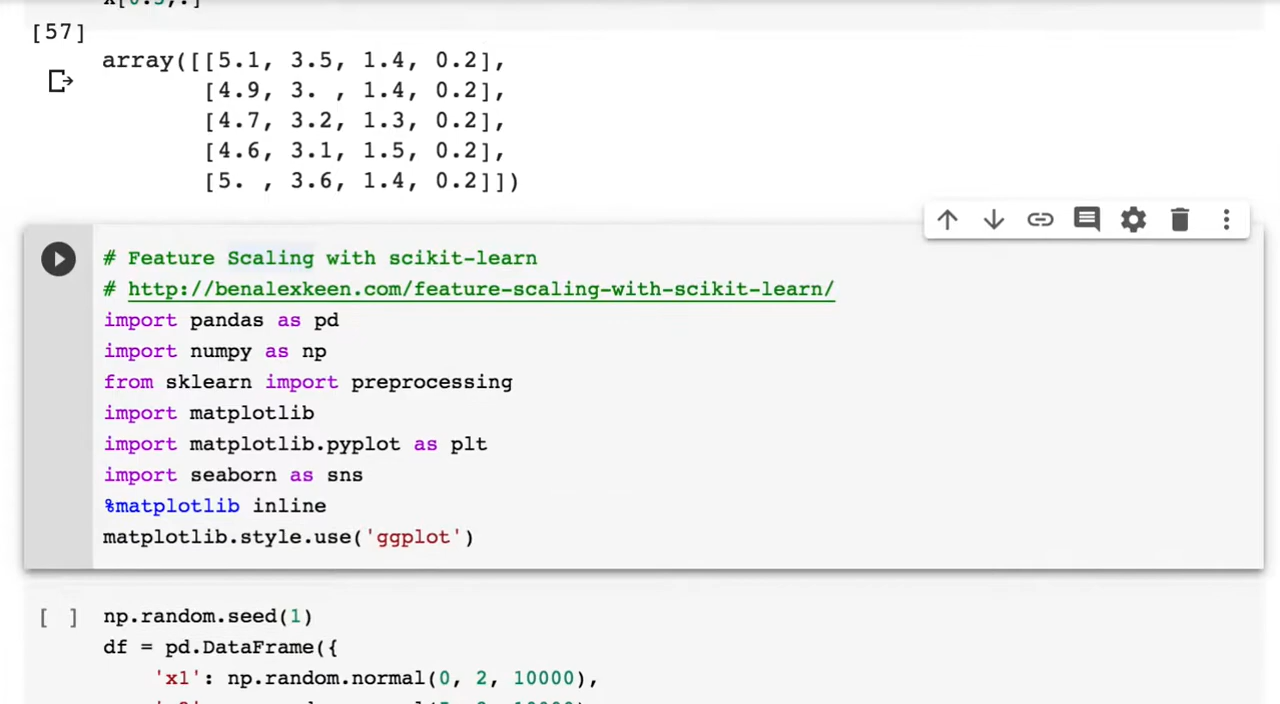 [57]
array([[5.1, 3.5, 1.4, 0.2],
[4.9, 3. , 1.4, 0.2],
[4.7, 3.2, 1.3, 0.2],
[4.6, 3.1, 1.5, 0.2],
[5. , 3.6, 1.4, 0.2]])
# Feature Scaling with scikit-learn
# http://benalexkeen.com/feature-scaling-with-scikit-learn/
import pandas as pd
import numpy as np
from sklearn import preprocessing
import matplotlib
import matplotlib.pyplot as plt
import seaborn as sns
%matplotlib inline
matplotlib.style.use('ggplot')
[ ] np.random.seed(1)
df = pd.DataFrame({
'x1': np.random.normal(0, 2, 10000),